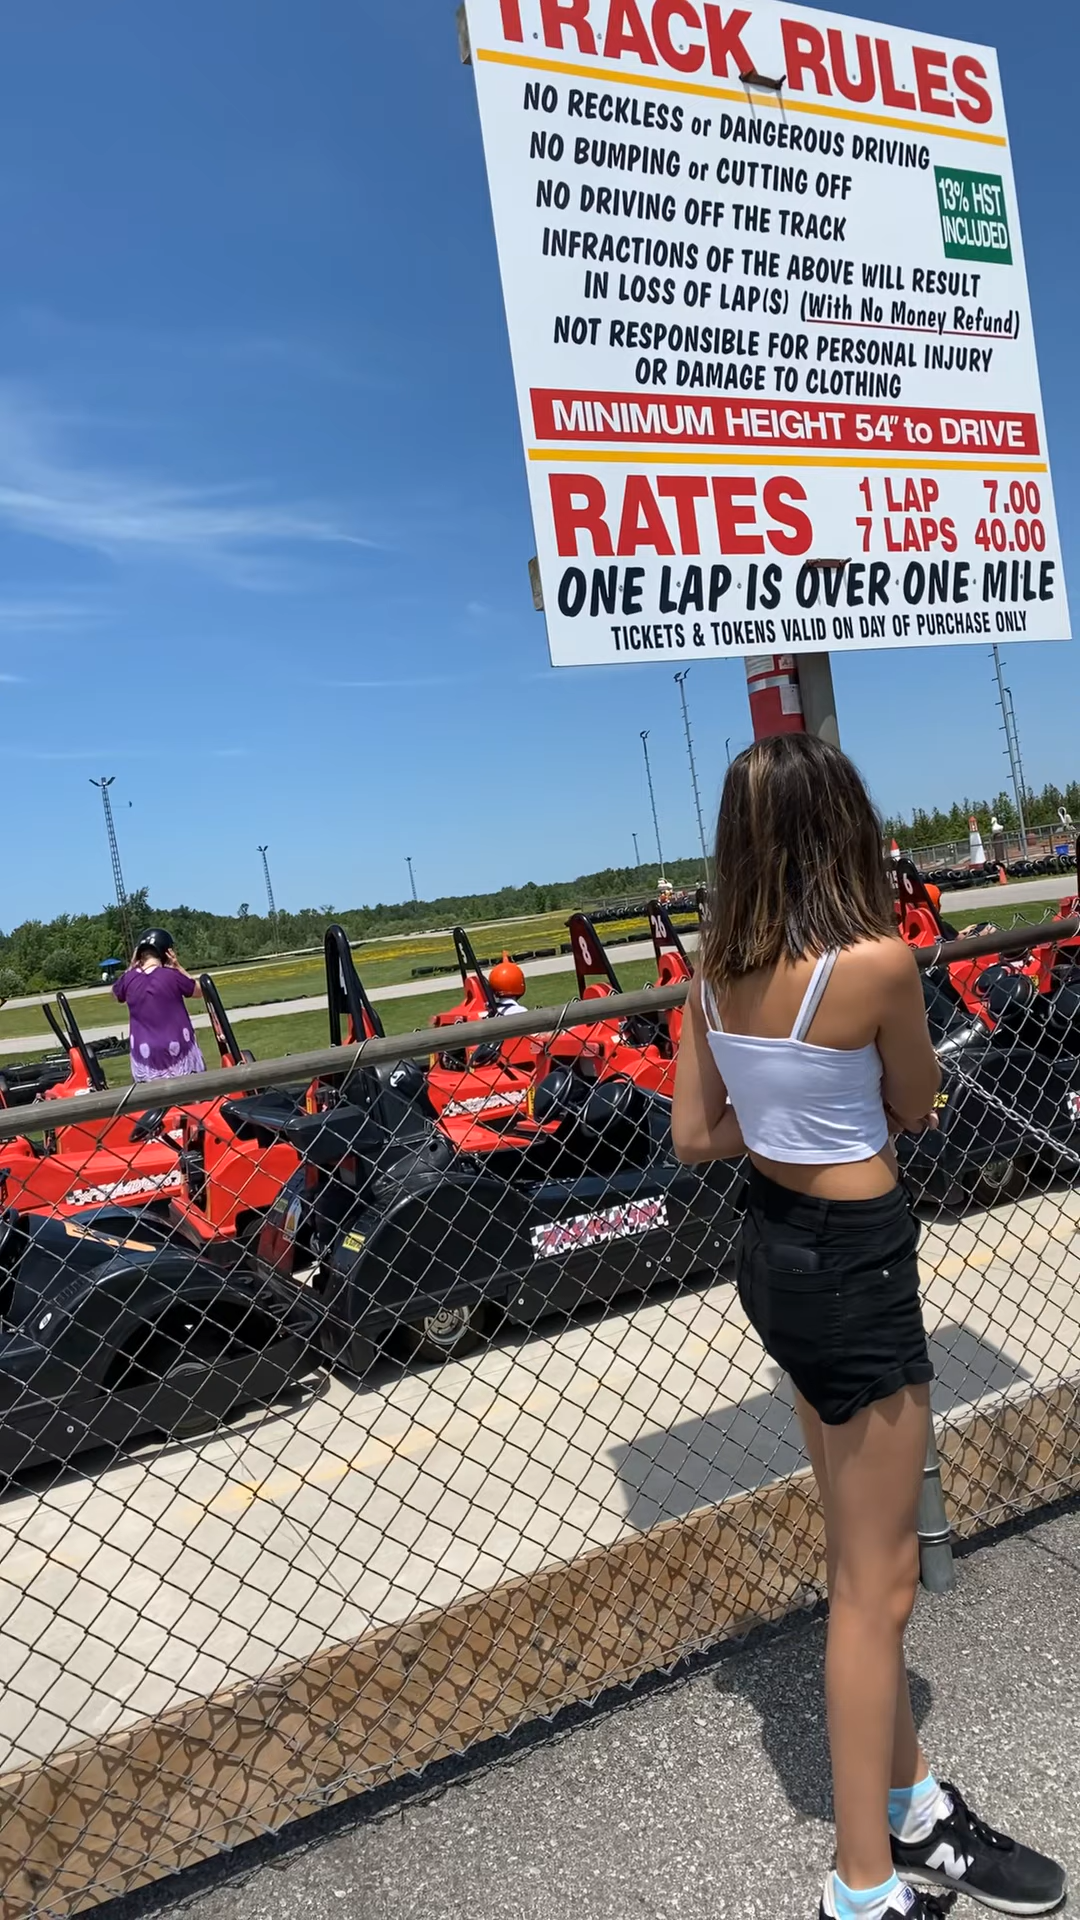 TRACK RULES
NO RECKLESS or DANGEROUS DRIVING
NO BUMPING or CUTTING OFF
NO DRIVING OFF THE TRACK
13% HST
INCLUDED
INFRACTIONS OF THE ABOVE WILL RESULT
IN LOSS OF LAP(S) (With No Money Refund)
NOT RESPONSIBLE FOR PERSONAL INJURY
OR DAMAGE TO CLOTHING
MINIMUM HEIGHT 54" to DRIVE
RATES
1 LAP 7.00
7 LAPS 40.00
ONE LAP IS OVER ONE MILE
TICKETS & TOKENS VALID ON DAY OF PURCHASE ONLY
8
26
6
N